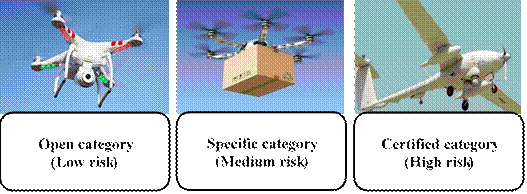 Open category
(Low risk)
Specific category
(Medium risk)
Certified category
(High risk)